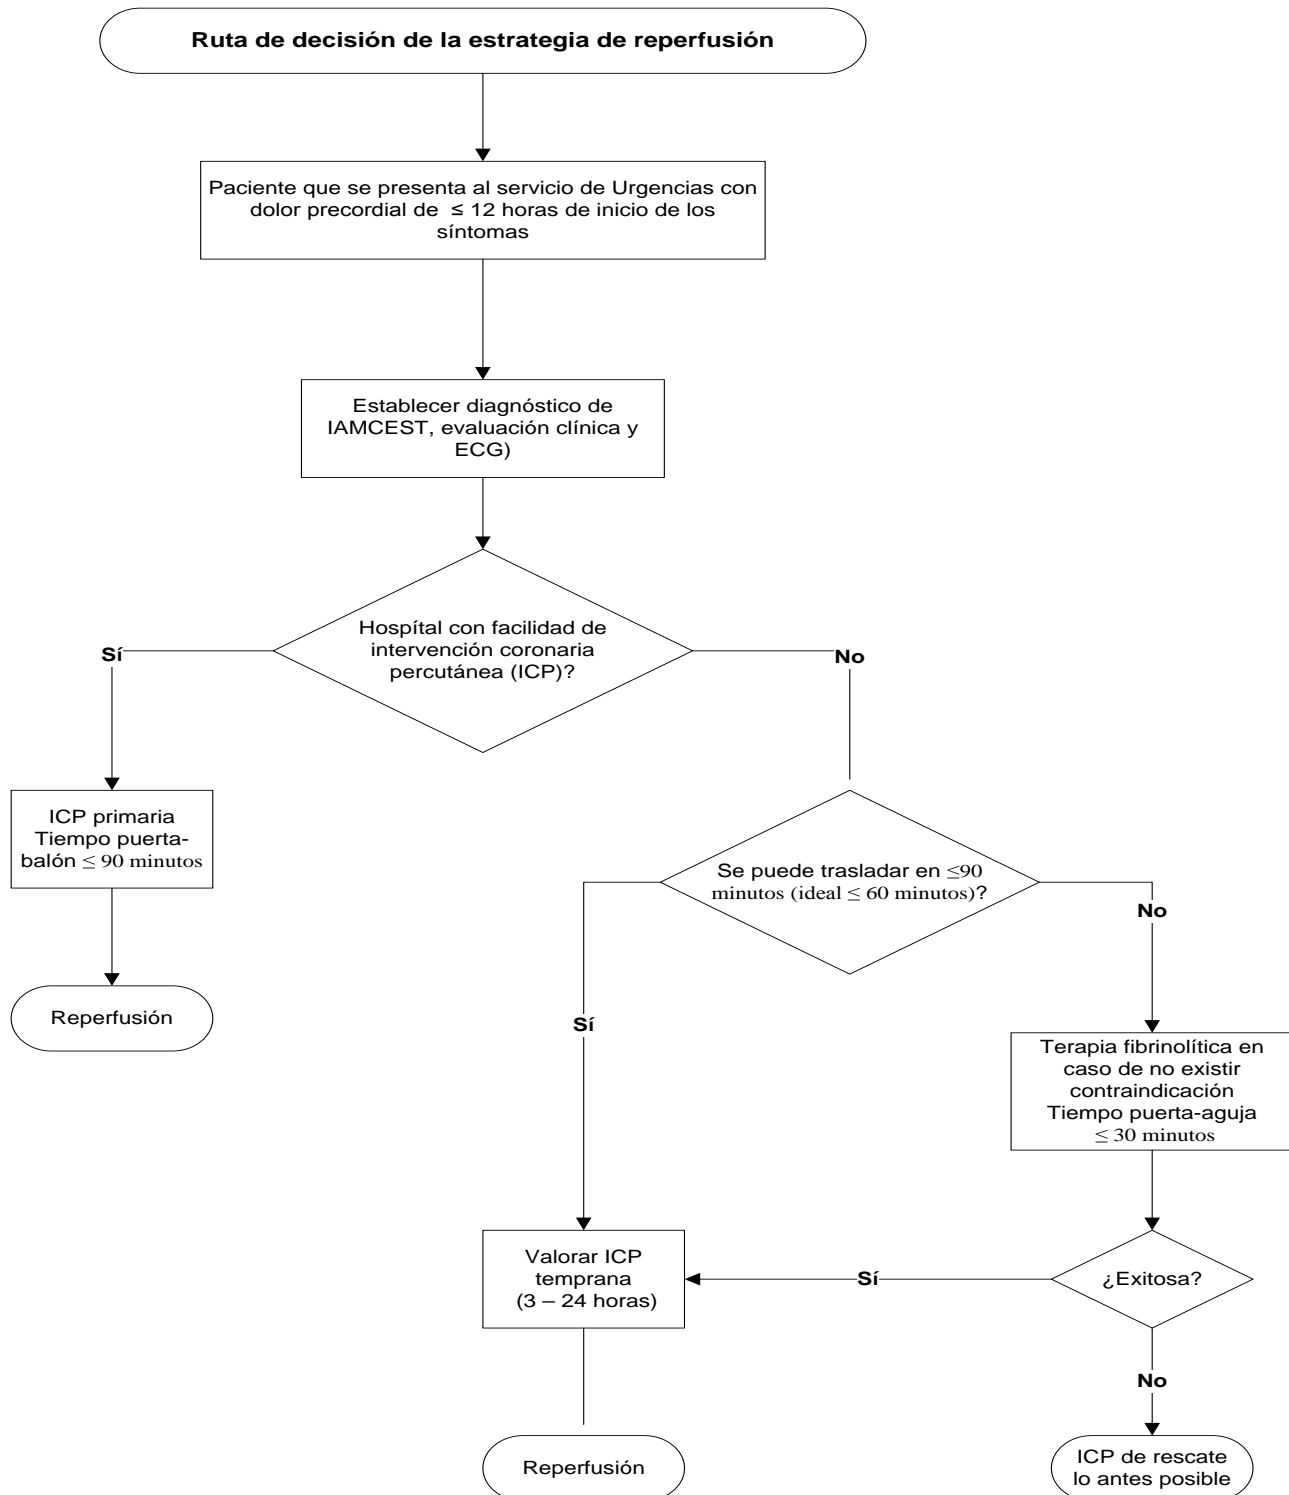 Ruta de decisión de la estrategia de reperfusión
Paciente que se presenta al servicio de Urgencias con
dolor precordial de ≤ 12 horas de inicio de los
síntomas
Establecer diagnóstico de
IAMCEST, evaluación clínica y
ECG)
Hospítal con facilidad de
intervención coronaria
percutánea (ICP)?
Sí
No
ICP primaria
Tiempo puerta-
balón ≤ 90 minutos
Se puede trasladar en ≤90
minutos (ideal ≤ 60 minutos)?
No
Reperfusión
Sí
Terapia fibrinolítica en
caso de no existir
contraindicación
Tiempo puerta-aguja
≤ 30 minutos
Valorar ICP
temprana
(3 – 24 horas)
Sí
¿Exitosa?
No
Reperfusión
ICP de rescate
lo antes posible